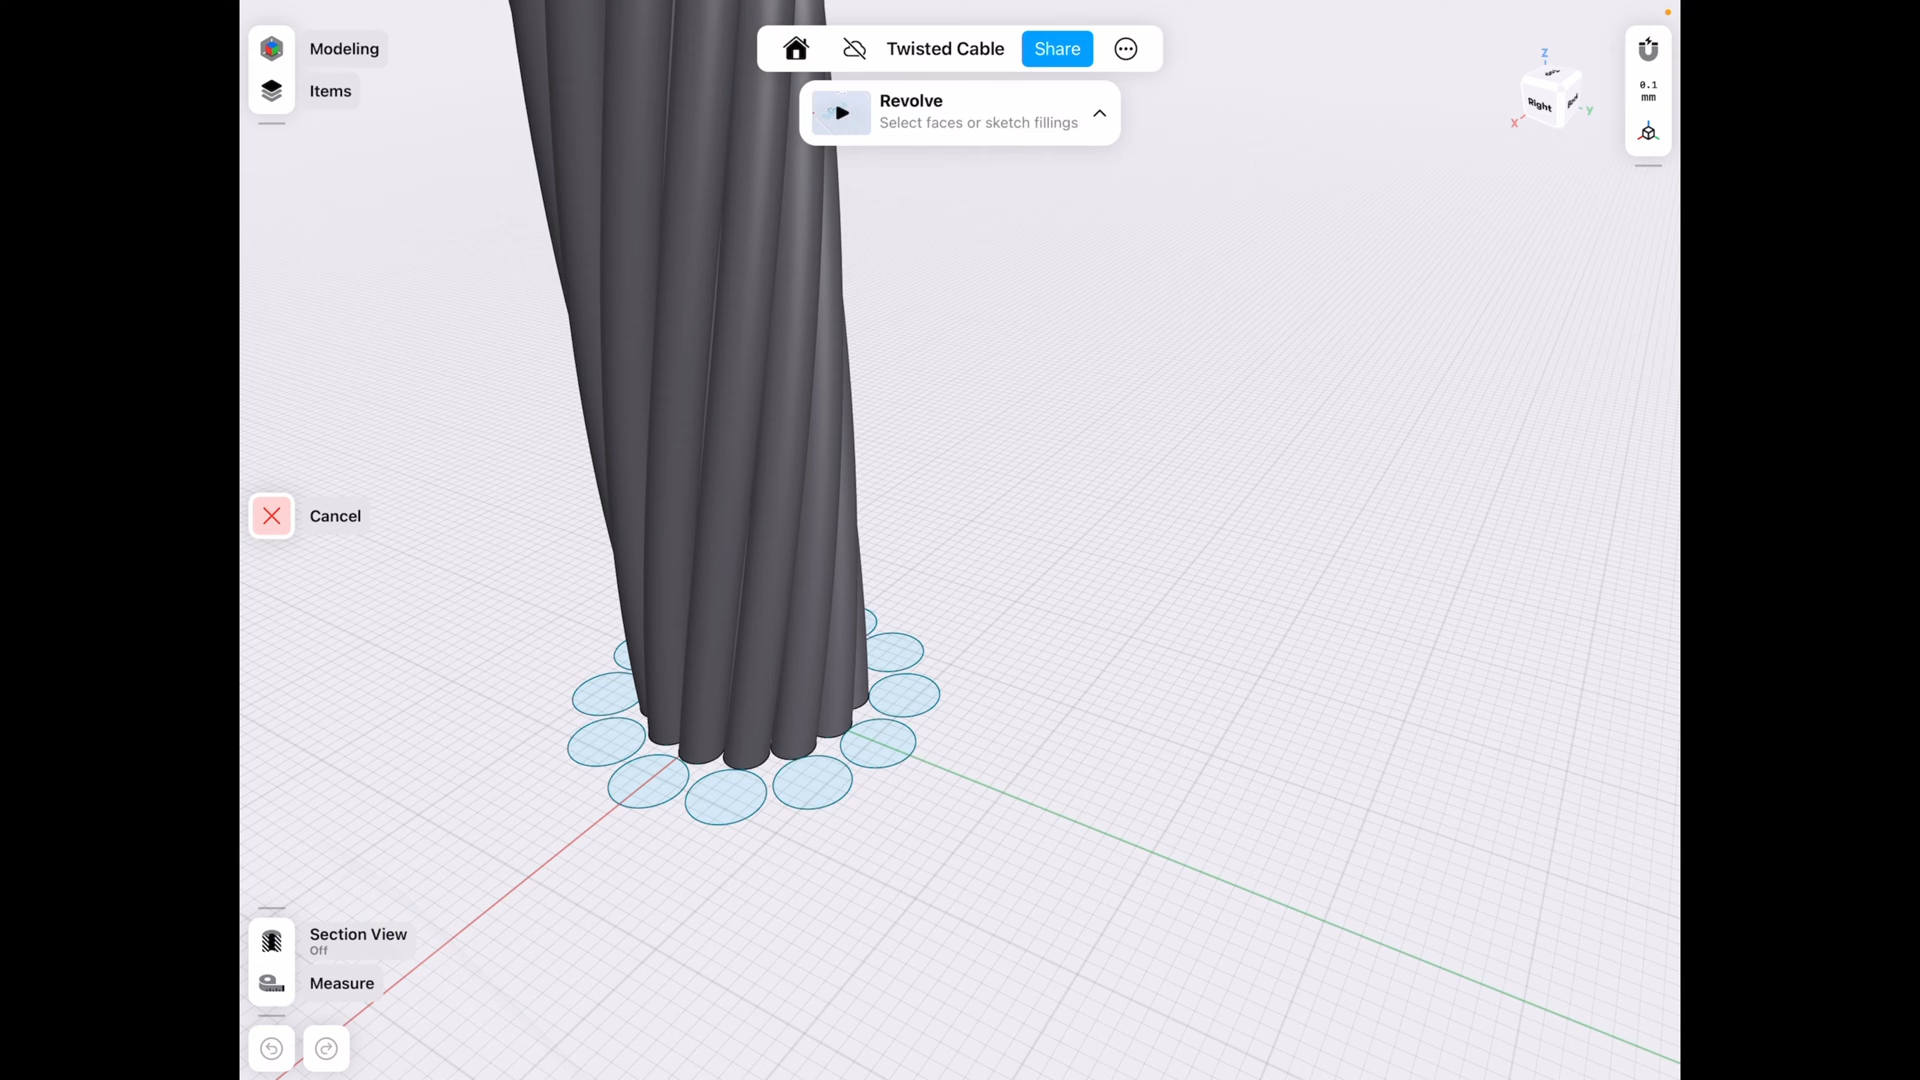 Modeling
Items
Twisted Cable
Share
Revolve
Select faces or sketch fillings
Z
Right
Back
X
Y
0.1
mm
Cancel
Section View
Off
Measure